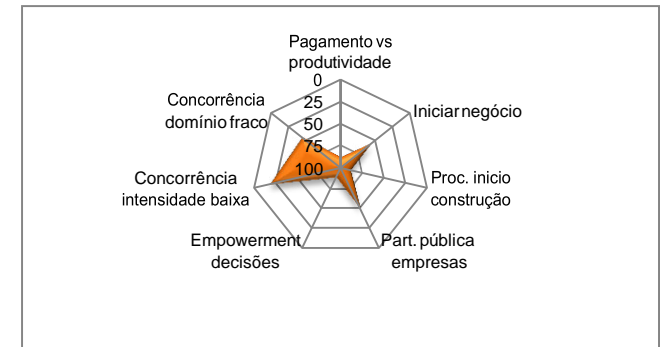 Pagamento vs
produtividade
0
25
50
75
100
Iniciar negócio
Proc. inicio
construção
Part. pública
empresas
Empowerment
decisões
Concorrência
intensidade baixa
Concorrência
domínio fraco